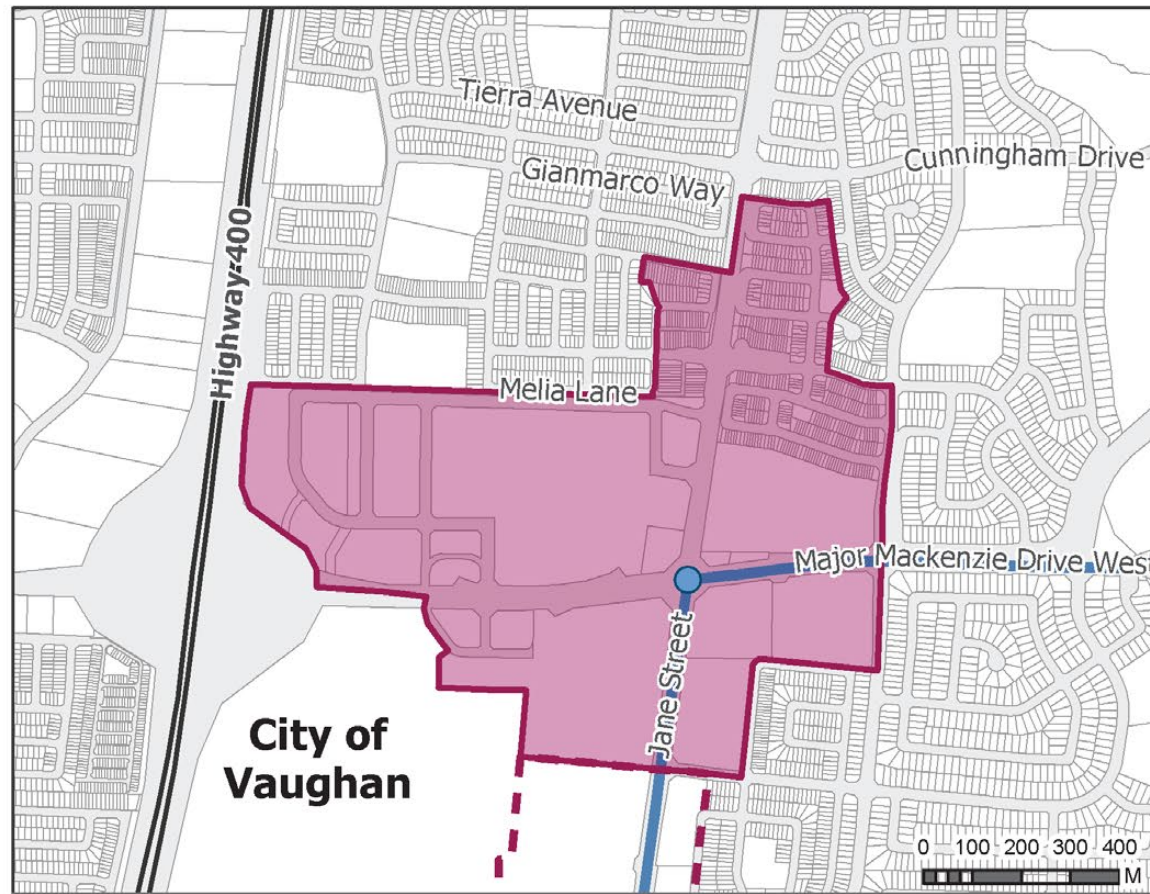 Tierra Avenue
Cunningham Drive
Gianmarco Way
Highway 400
Melia Lane
Major Mackenzie Drive West
Jane Street
City of
Vaughan
0 100 200 300 400
M